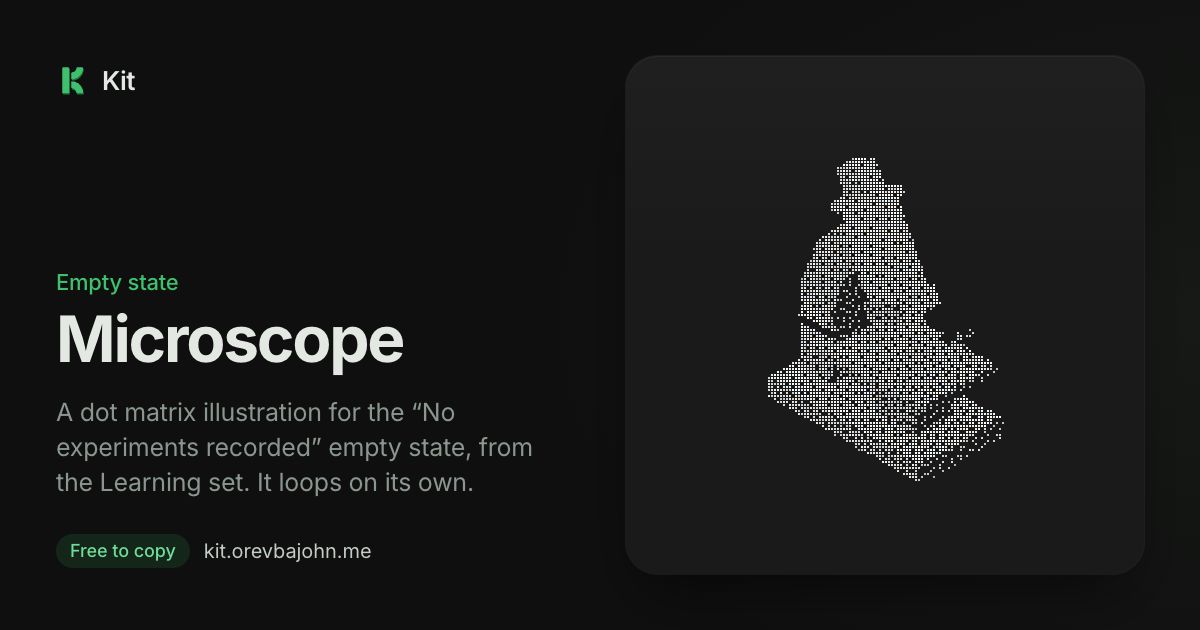 Kit
Empty state
Microscope
A dot matrix illustration for the “No
experiments recorded” empty state, from
the Learning set. It loops on its own.
Free to copy
kit.orevbajohn.me